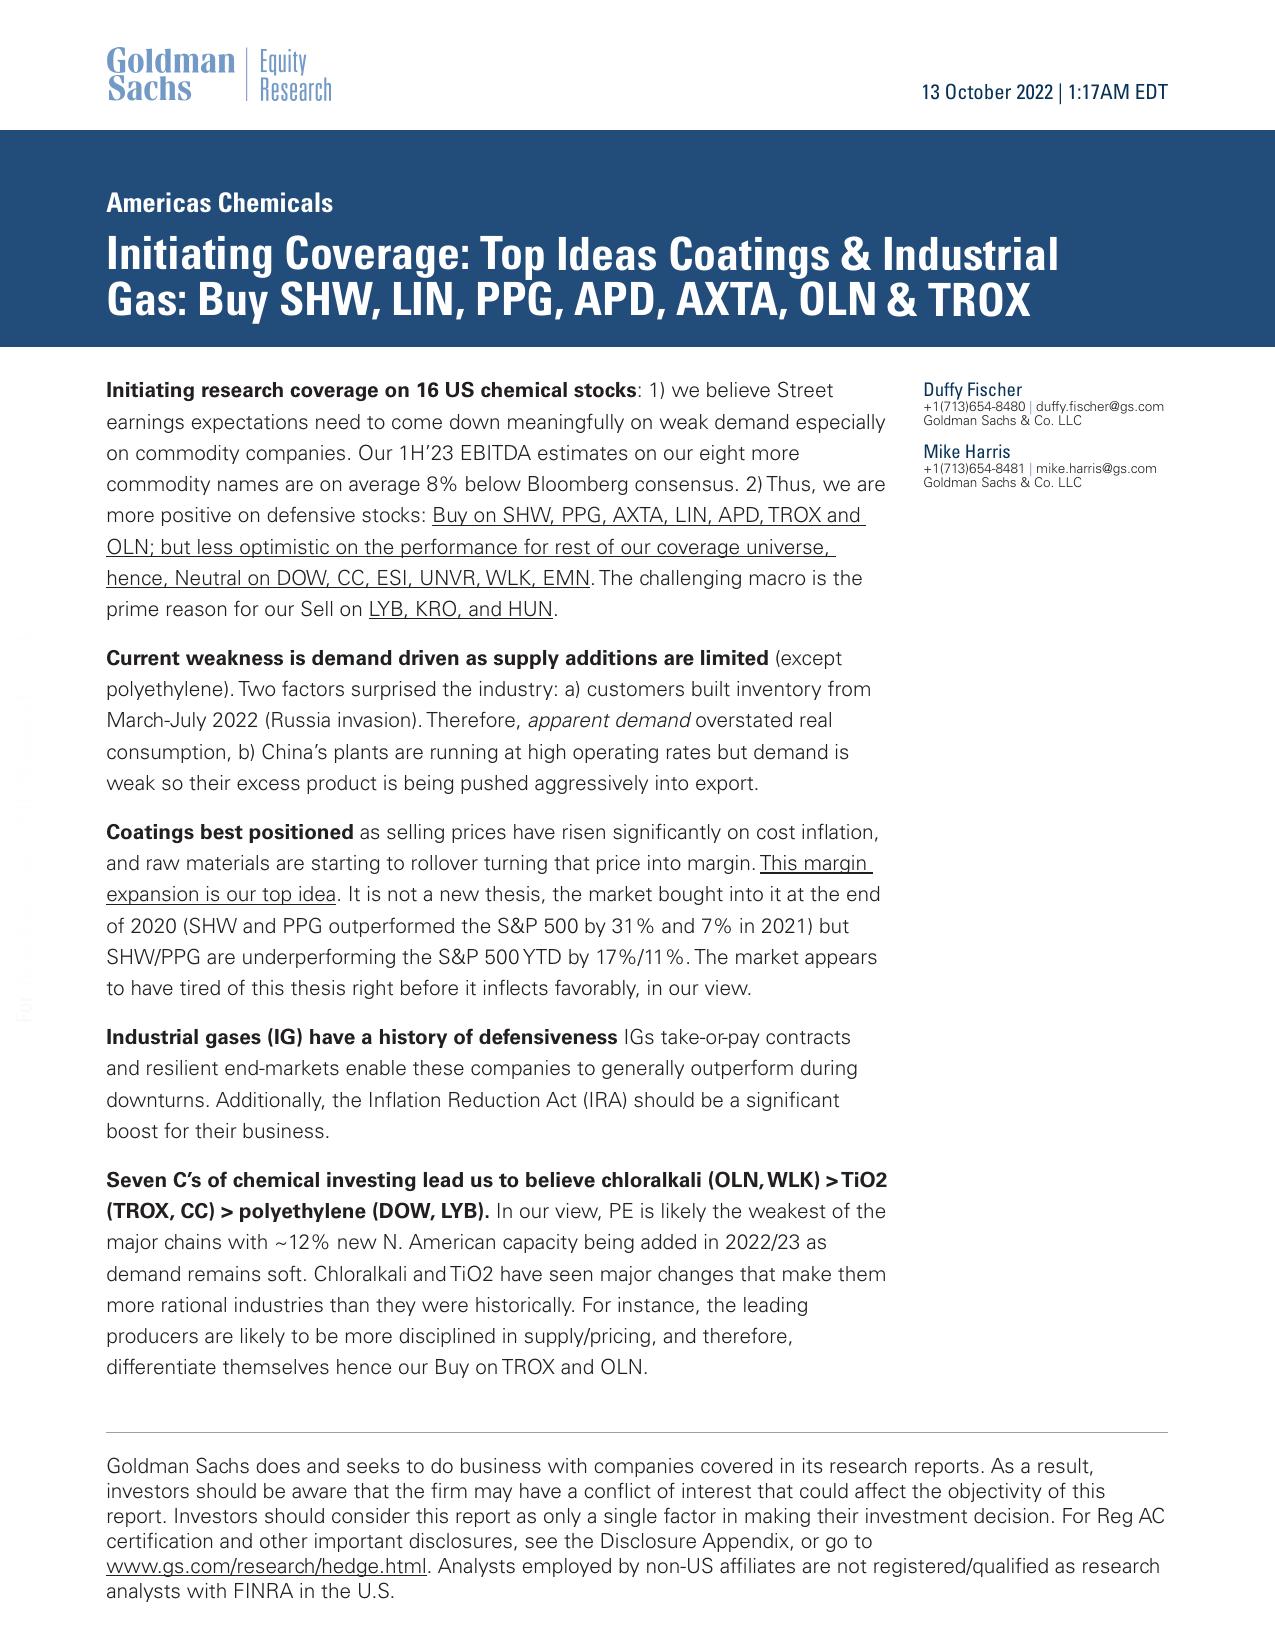 Goldman
Sachs
Equity
Research
13 October 2022 | 1:17AM EDT
Americas Chemicals
Initiating Coverage: Top Ideas Coatings & Industrial
Gas: Buy SHW, LIN, PPG, APD, AXTA, OLN & TROX
Initiating research coverage on 16 US chemical stocks: 1) we believe Street
earnings expectations need to come down meaningfully on weak demand especially
on commodity companies. Our 1H'23 EBITDA estimates on our eight more
commodity names are on average 8% below Bloomberg consensus. 2) Thus, we are
more positive on defensive stocks: Buy on SHW, PPG, AXTA, LIN, APD, TROX and
OLN; but less optimistic on the performance for rest of our coverage universe,
hence, Neutral on DOW, CC, ESI, UNVR, WLK, EMN. The challenging macro is the
prime reason for our Sell on LYB, KRO, and HUN.
Current weakness is demand driven as supply additions are limited (except
polyethylene). Two factors surprised the industry: a) customers built inventory from
March-July 2022 (Russia invasion). Therefore, apparent demand overstated real
consumption, b) China's plants are running at high operating rates but demand is
weak so their excess product is being pushed aggressively into export.
Coatings best positioned as selling prices have risen significantly on cost inflation,
and raw materials are starting to rollover turning that price into margin. This margin
expansion is our top idea. It is not a new thesis, the market bought into it at the end
of 2020 (SHW and PPG outperformed the S&P 500 by 31% and 7% in 2021) but
SHW/PPG are underperforming the S&P 500 YTD by 17%/11%. The market appears
to have tired of this thesis right before it inflects favorably, in our view.
Industrial gases (IG) have a history of defensiveness IGs take-or-pay contracts
and resilient end-markets enable these companies to generally outperform during
downturns. Additionally, the Inflation Reduction Act (IRA) should be a significant
boost for their business.
Seven C's of chemical investing lead us to believe chloralkali (OLN, WLK) > TiO2
(TROX, CC) > polyethylene (DOW, LYB). In our view, PE is likely the weakest of the
major chains with ~12% new N. American capacity being added in 2022/23 as
demand remains soft. Chloralkali and TiO2 have seen major changes that make them
more rational industries than they were historically. For instance, the leading
producers are likely to be more disciplined in supply/pricing, and therefore,
differentiate themselves hence our Buy on TROX and OLN.
Duffy Fischer
+1(713)654-8480 | duffy.fischer@gs.com
Goldman Sachs & Co. LLC
Mike Harris
+1(713)654-8481 | mike.harris@gs.com
Goldman Sachs & Co. LLC
Goldman Sachs does and seeks to do business with companies covered in its research reports. As a result,
investors should be aware that the firm may have a conflict of interest that could affect the objectivity of this
report. Investors should consider this report as only a single factor in making their investment decision. For Reg AC
certification and other important disclosures, see the Disclosure Appendix, or go to
www.gs.com/research/hedge.html. Analysts employed by non-US affiliates are not registered/qualified as research
analysts with FINRA in the U.S.